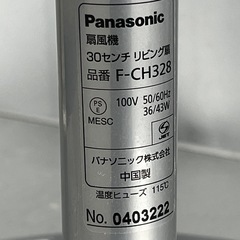 Panasonic
扇風機
30センチ リビング扇
品番 F-CH328
PS
E
MESC
100V 50/60Hz
36/43W
JET
パナソニック株式会社
中国製
温度ヒューズ 115℃
No. 0403222